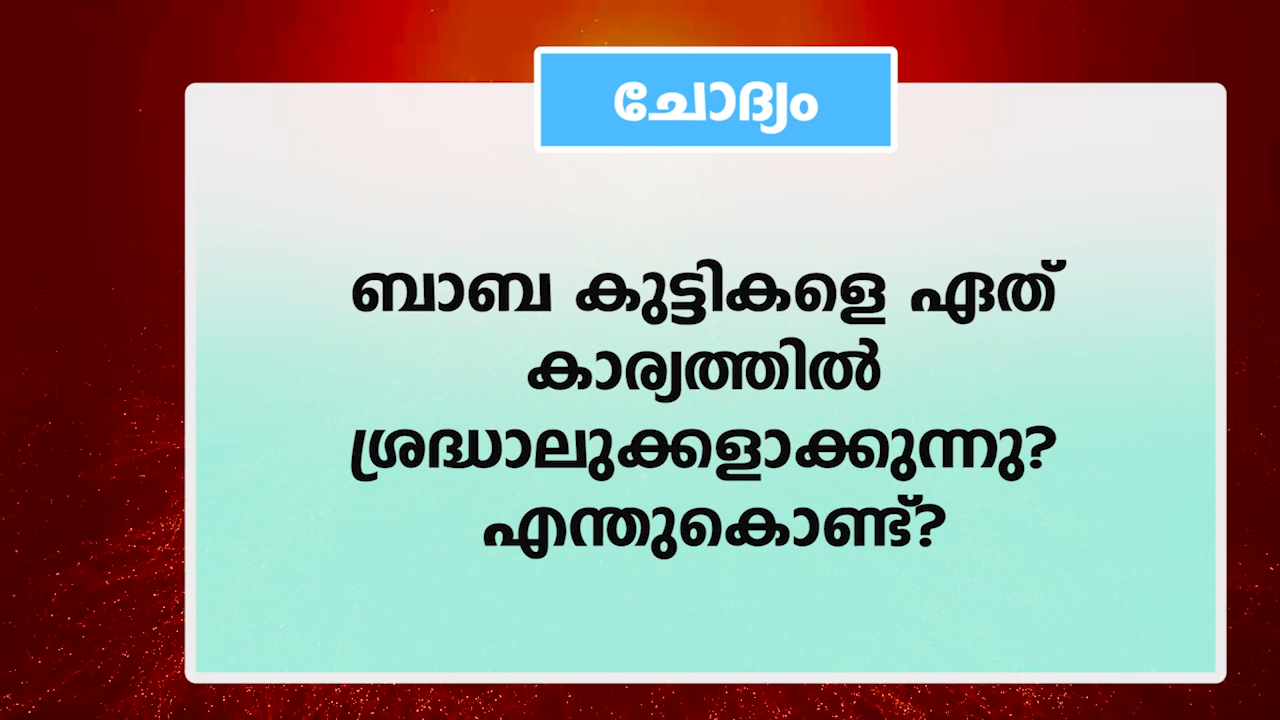 ചോദ്യം
ബാബ കുട്ടികളെ ഏത്
കാര്യത്തിൽ
ശ്രദ്ധാലുക്കളാക്കുന്നു?
എന്തുകൊണ്ട്?